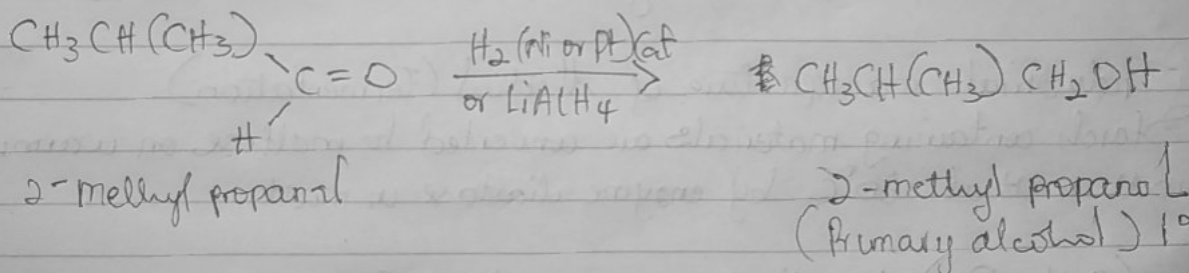 CH3CH(CH3)
C=O
H
H2 (Ni or Pt) Cat
or LiAlH4
CH3CH(CH3) CH2OH
2-methyl propanal
2-methyl propanol
(Primary alcohol) 1°